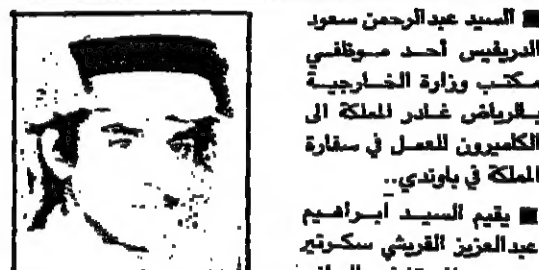 ■ السيد عبدالرحمن سعود
الدريفيس أحد موظفي
مكتب وزارة الخارجية
بالرياض غادر المملكة الى
الكاميرون للعمل في سفارة
المملكة في ياوندي..
■ يقيم السيد ابراهيم
عبدالعزيز القريشي سكرتير